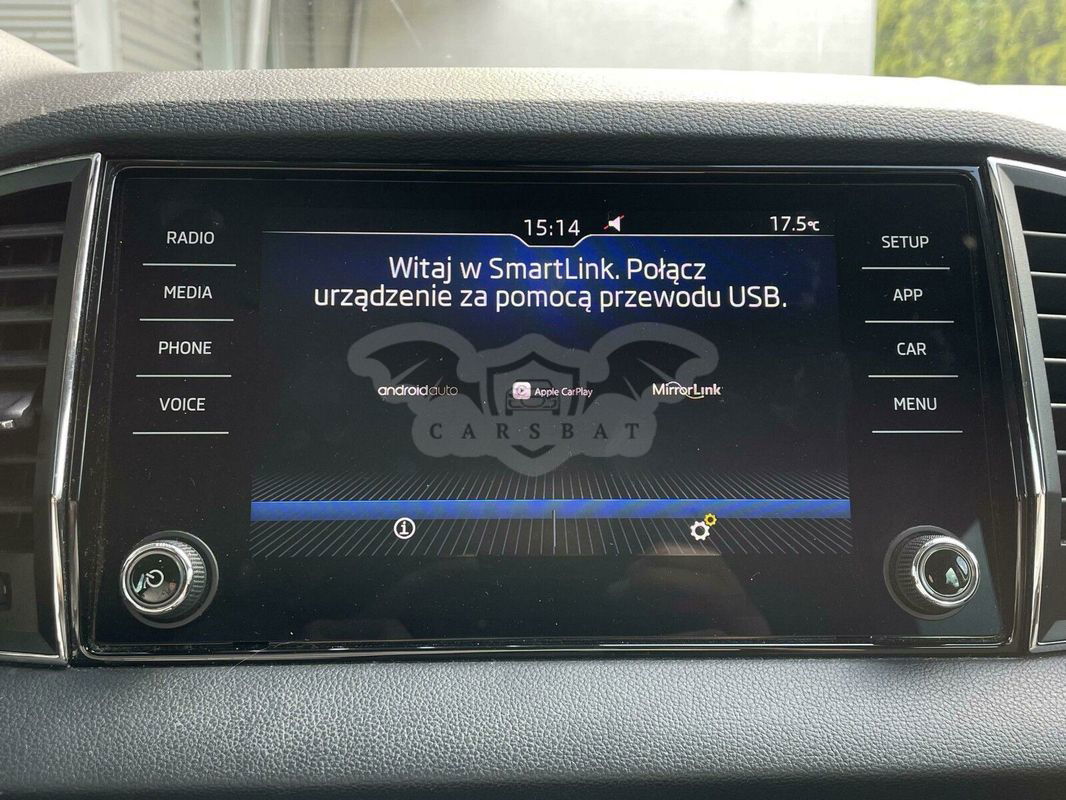 15:14
17.5°C
RADIO
MEDIA
PHONE
VOICE
Witaj w SmartLink. Połącz
urządzenie za pomocą przewodu USB.
androidauto
Apple CarPlay
MirrorLink
CARSBAT
SETUP
APP
CAR
MENU